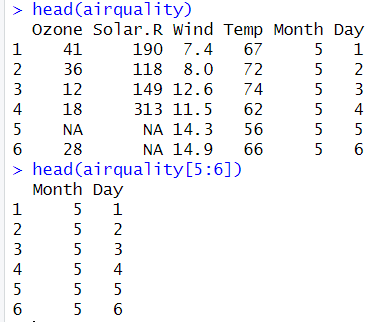 > head(airquality)
  Ozone Solar.R Wind Temp Month Day
1    41     190  7.4   67     5   1
2    36     118  8.0   72     5   2
3    12     149 12.6   74     5   3
4    18     313 11.5   62     5   4
5    NA      NA 14.3   56     5   5
6    28      NA 14.9   66     5   6
> head(airquality[5:6])
  Month Day
1     5   1
2     5   2
3     5   3
4     5   4
5     5   5
6     5   6